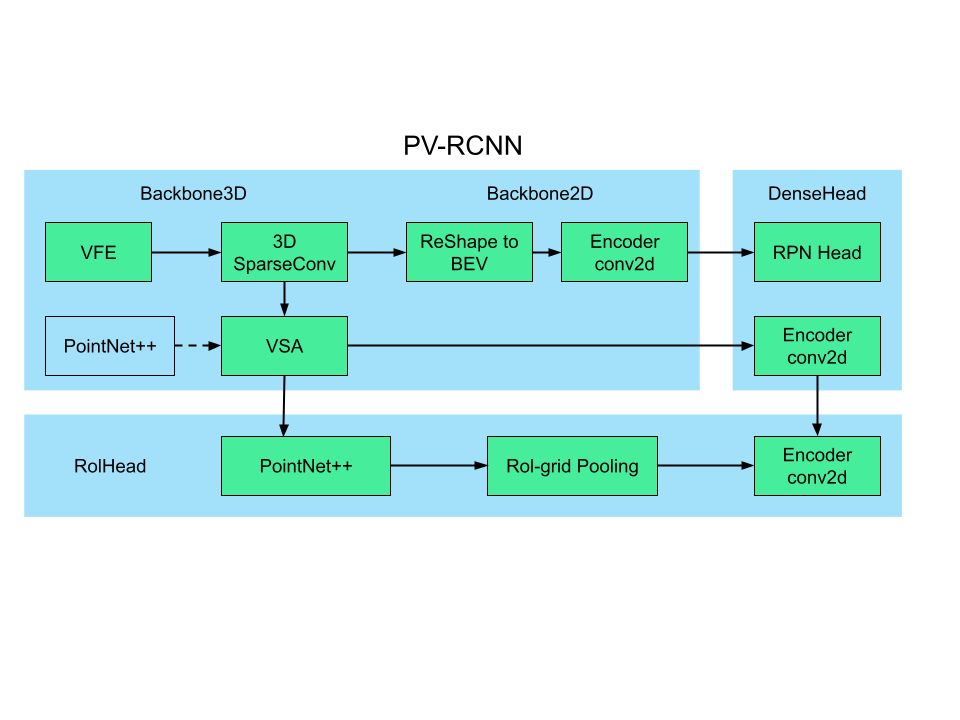 PV-RCNN
Backbone3D
Backbone2D
DenseHead
VFE
3D
SparseConv
ReShape to
BEV
Encoder
conv2d
RPN Head
PointNet++
VSA
Encoder
conv2d
RoIHead
PointNet++
RoI-grid Pooling
Encoder
conv2d